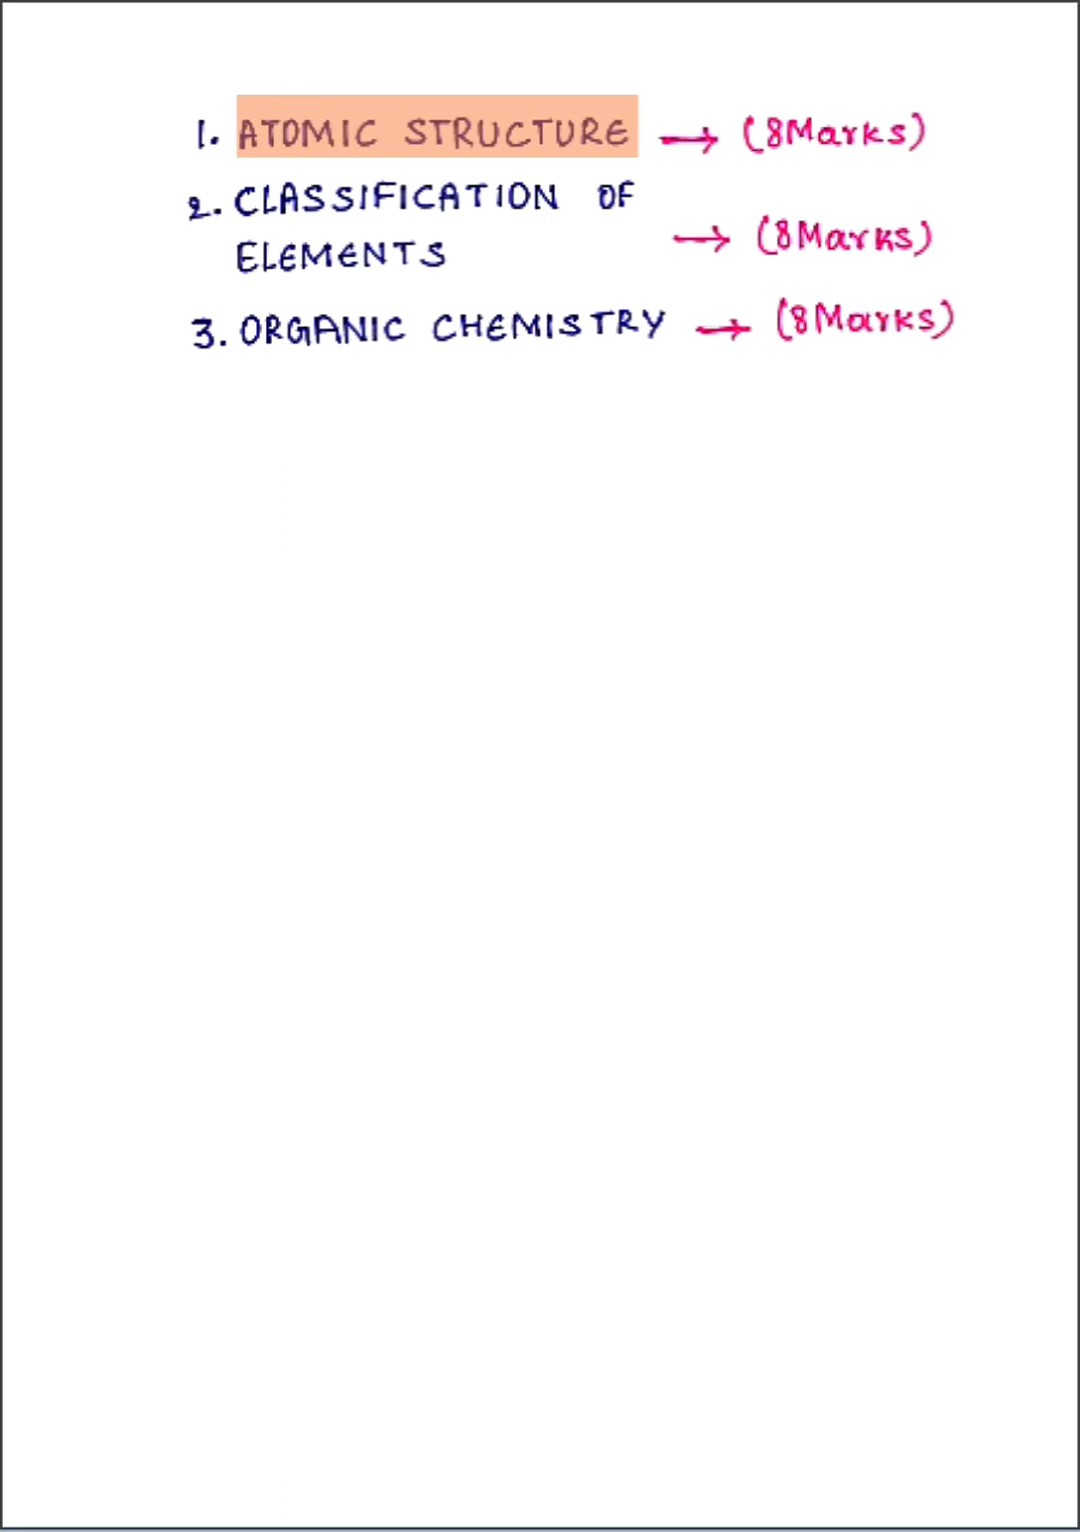 1. ATOMIC STRUCTURE → (8Marks)
2. CLASSIFICATION OF
ELEMENTS → (8Marks)
3. ORGANIC CHEMISTRY → (8Marks)